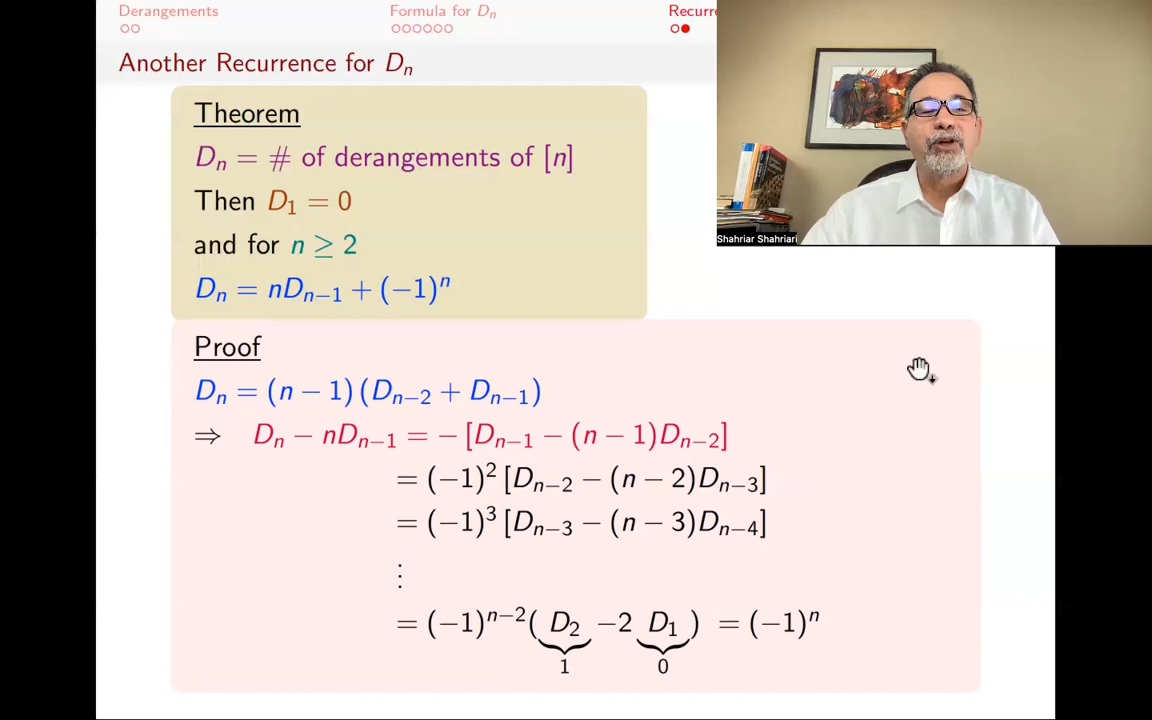 Derangements
Formula for Dₙ
Recurre
Another Recurrence for Dₙ
Theorem
Dₙ = # of derangements of [n]
Then D₁ = 0
and for n ≥ 2
Dₙ = nDₙ₋₁ + (−1)ⁿ
Shahriar Shahriari
Proof
Dₙ = (n − 1)(Dₙ₋₂ + Dₙ₋₁)
⇒ Dₙ − nDₙ₋₁ = − [Dₙ₋₁ − (n − 1)Dₙ₋₂]
= (−1)² [Dₙ₋₂ − (n − 2)Dₙ₋₃]
= (−1)³ [Dₙ₋₃ − (n − 3)Dₙ₋₄]
⋮
= (−1)ⁿ⁻²( D₂ −2 D₁ ) = (−1)ⁿ
1 0